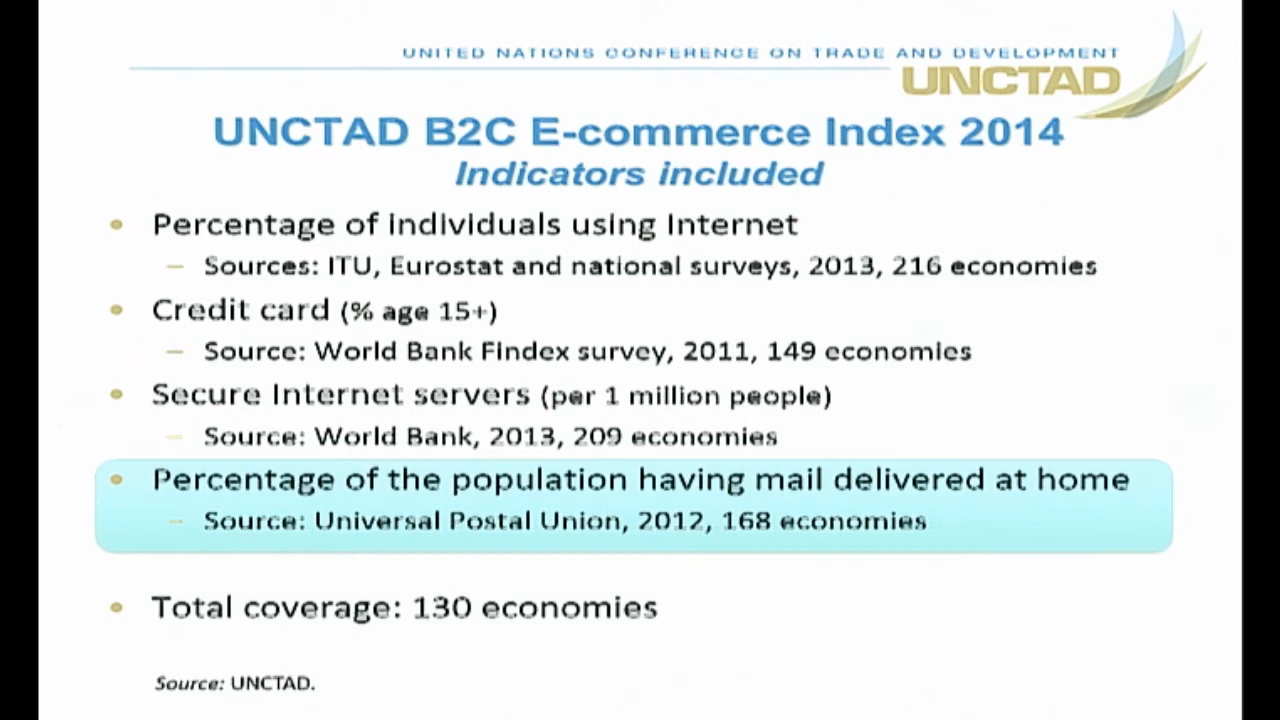 UNITED NATIONS CONFERENCE ON TRADE AND DEVELOPMENT
UNCTAD
UNCTAD B2C E-commerce Index 2014
Indicators included
• Percentage of individuals using Internet
– Sources: ITU, Eurostat and national surveys, 2013, 216 economies
• Credit card (% age 15+)
– Source: World Bank Findex survey, 2011, 149 economies
• Secure Internet servers (per 1 million people)
– Source: World Bank, 2013, 209 economies
• Percentage of the population having mail delivered at home
– Source: Universal Postal Union, 2012, 168 economies
• Total coverage: 130 economies
Source: UNCTAD.